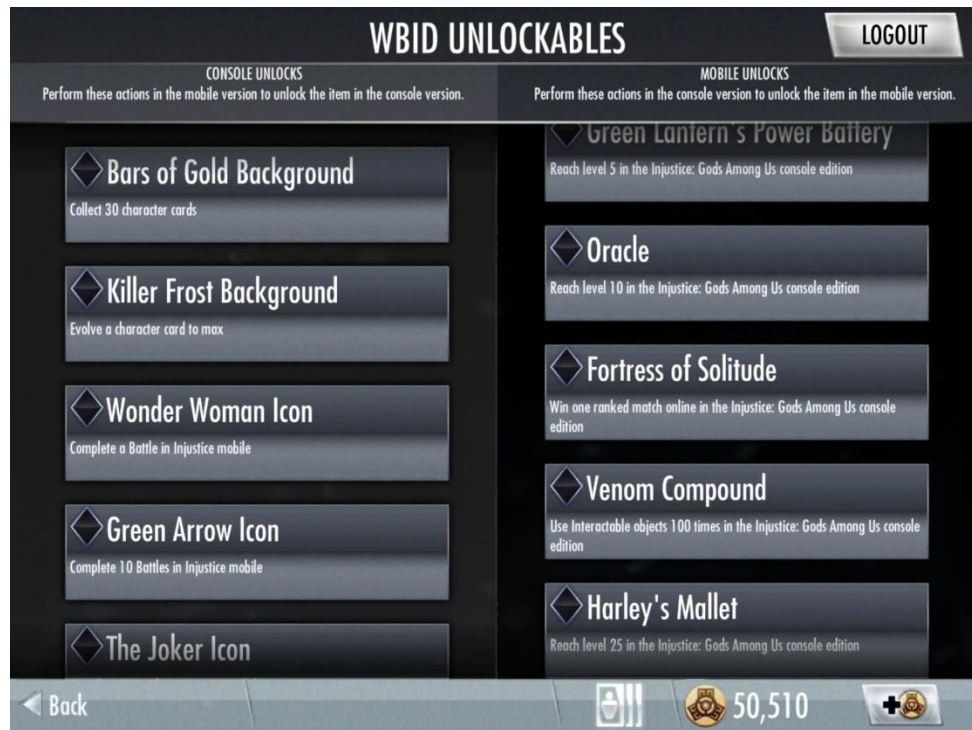 WBID UNLOCKABLES
LOGOUT
CONSOLE UNLOCKS
Perform these actions in the mobile version to unlock the item in the console version.
Bars of Gold Background
Collect 30 character cards
Killer Frost Background
Evolve a character card to max
Wonder Woman Icon
Complete a Battle in Injustice mobile
Green Arrow Icon
Complete 10 Battles in Injustice mobile
The Joker Icon
MOBILE UNLOCKS
Perform these actions in the console version to unlock the item in the mobile version.
Green Lantern's Power Battery
Reach level 5 in the Injustice: Gods Among Us console edition
Oracle
Reach level 10 in the Injustice: Gods Among Us console edition
Fortress of Solitude
Win one ranked match online in the Injustice: Gods Among Us console
edition
Venom Compound
Use Interactable objects 100 times in the Injustice: Gods Among Us console
edition
Harley's Mallet
Reach level 25 in the Injustice: Gods Among Us console edition
Back
50,510
+